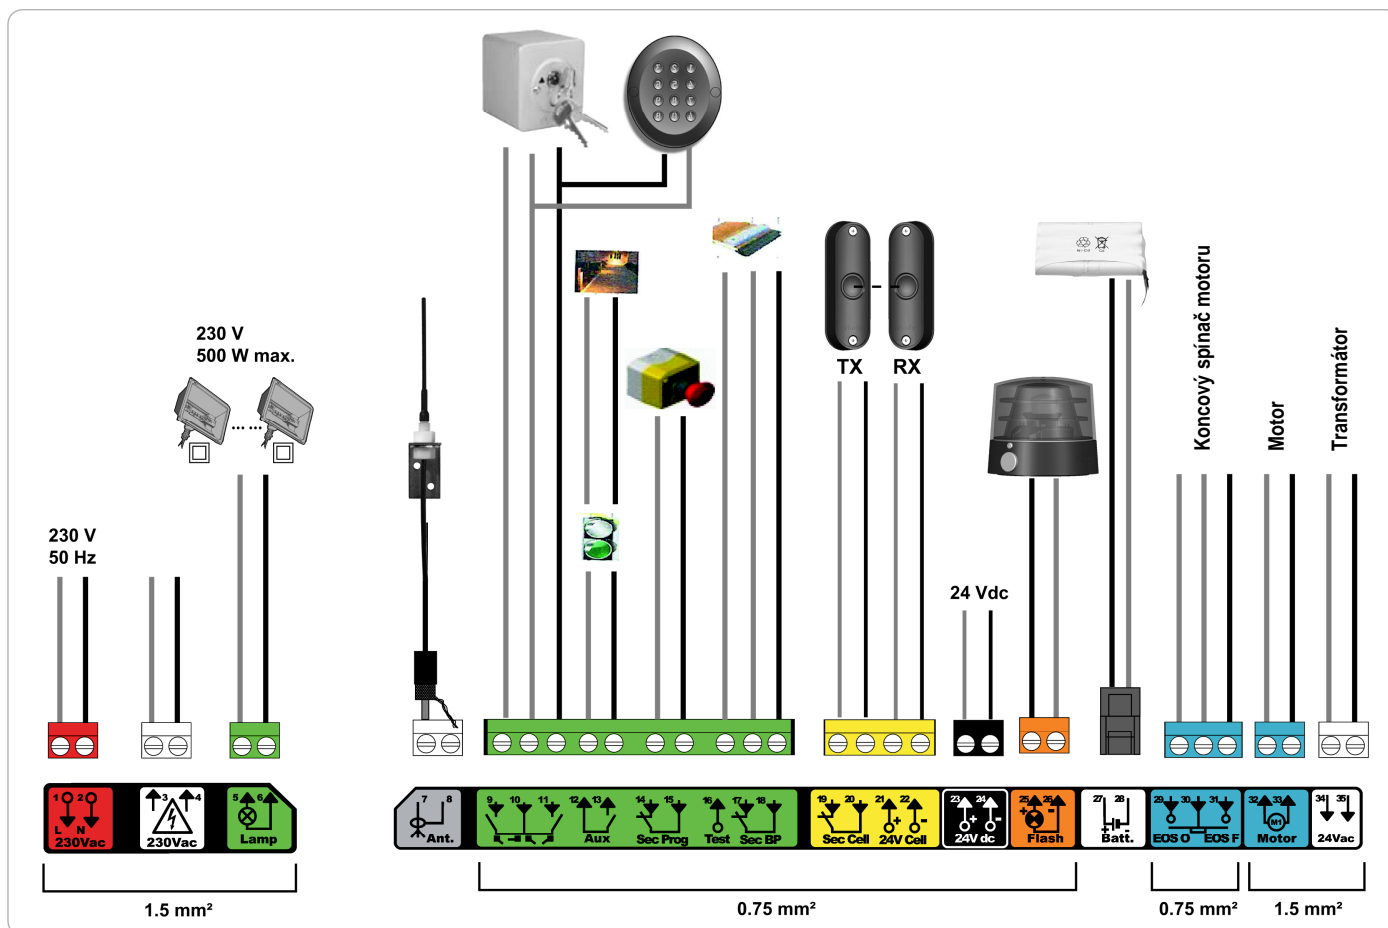 230 V
500 W max.
230 V
50 Hz
TX
RX
24 Vdc
Koncový spínač motoru
Motor
Transformátor
1 2
L N
230Vac
3 4
230Vac
5 6
Lamp
7 8
Ant.
9 10 11
12 13
Aux
14 15
Sec Prog
16
Test
17 18
Sec BP
19 20
Sec Cell
21 22
+ -
24V Cell
23 24
+ -
24V dc
25 26
+ -
Flash
27 28
+ -
Batt.
29 30 31
EOS O EOS F
32 33
M1
Motor
34 35
24Vac
1.5 mm²
0.75 mm²
0.75 mm²
1.5 mm²